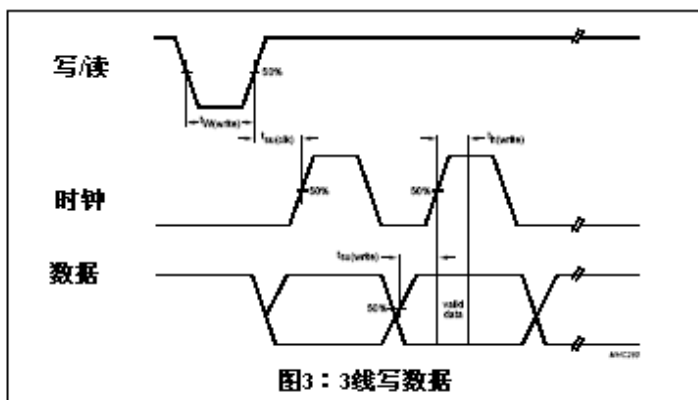 写/读
50%
tW(write)
tsu(clk)
th(write)
时钟
50%
50%
tsu(write)
数据
50%
valid
data
图3：3线写数据